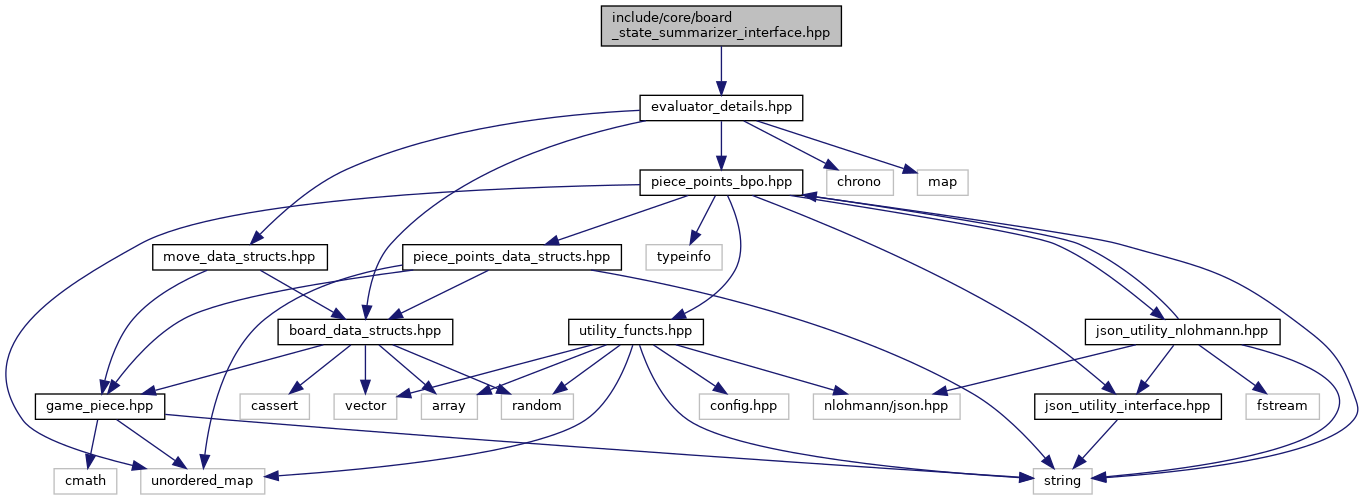 include/core/board
_state_summarizer_interface.hpp
evaluator_details.hpp
piece_points_bpo.hpp
chrono
map
move_data_structs.hpp
piece_points_data_structs.hpp
typeinfo
board_data_structs.hpp
utility_functs.hpp
json_utility_nlohmann.hpp
game_piece.hpp
cassert
vector
array
random
config.hpp
nlohmann/json.hpp
json_utility_interface.hpp
fstream
cmath
unordered_map
string